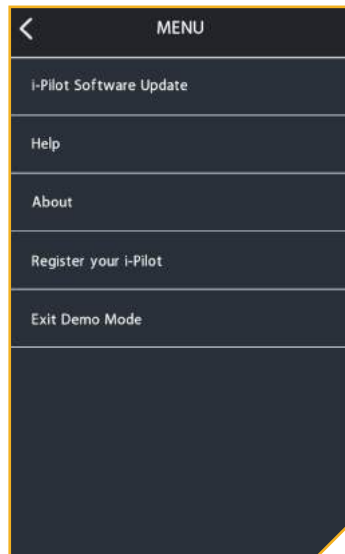 MENU
i-Pilot Software Update
Help
About
Register your i-Pilot
Exit Demo Mode